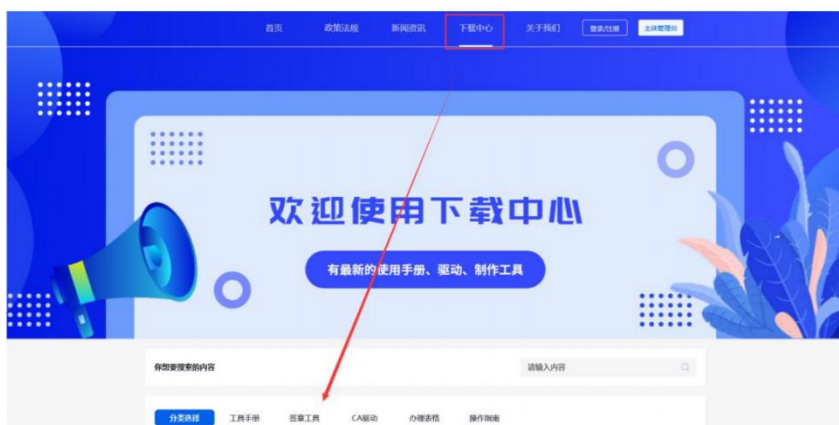 首页 政策法规 新闻资讯 下载中心 关于我们 登录/注册 主体管理台
欢迎使用下载中心
有最新的使用手册、驱动、制作工具
你想要搜索的内容 请输入内容
分类选择 工具手册 签章工具 CA驱动 办理表格 操作指南